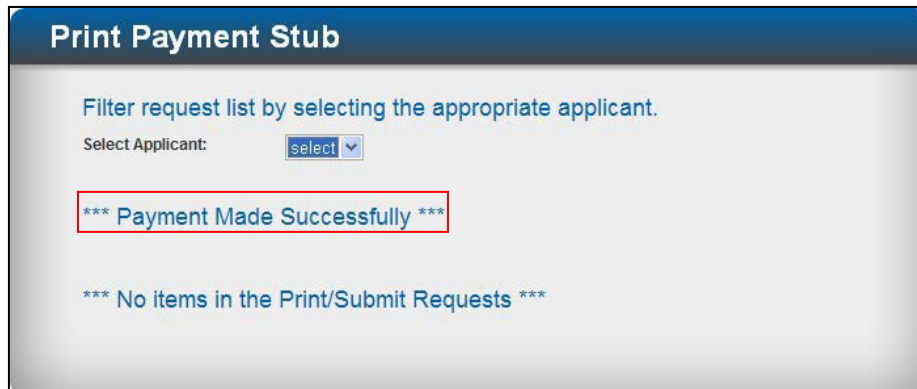 Print Payment Stub
Filter request list by selecting the appropriate applicant.
Select Applicant: select
*** Payment Made Successfully ***
*** No items in the Print/Submit Requests ***